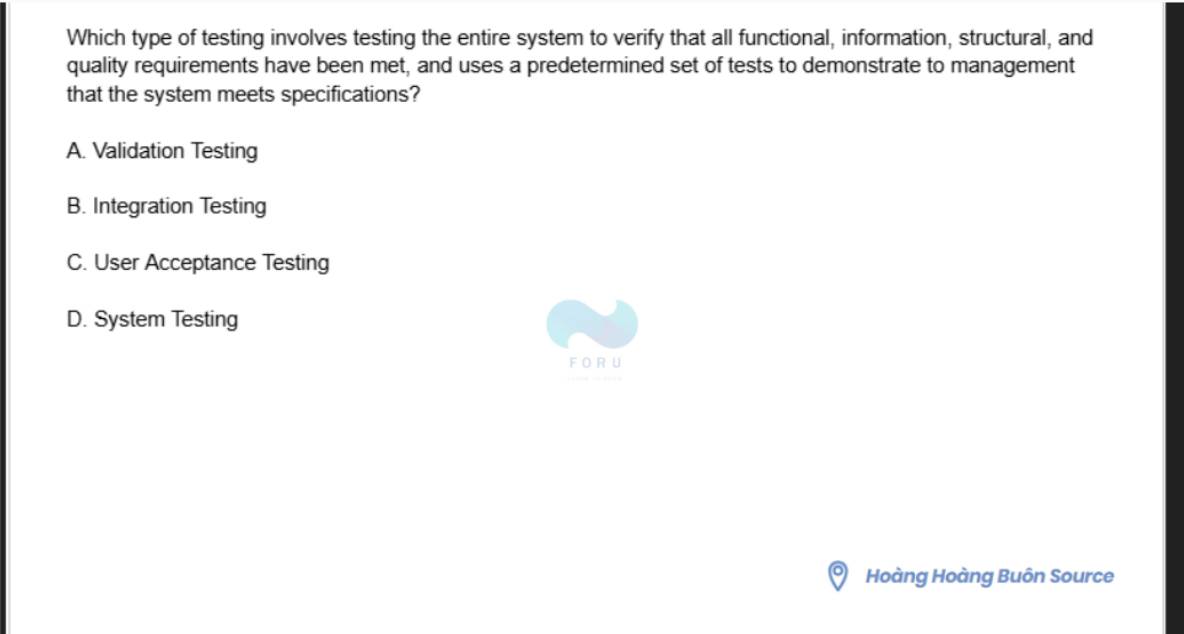 Which type of testing involves testing the entire system to verify that all functional, information, structural, and
quality requirements have been met, and uses a predetermined set of tests to demonstrate to management
that the system meets specifications?
A. Validation Testing
B. Integration Testing
C. User Acceptance Testing
D. System Testing
FORU
Hoàng Hoàng Buôn Source